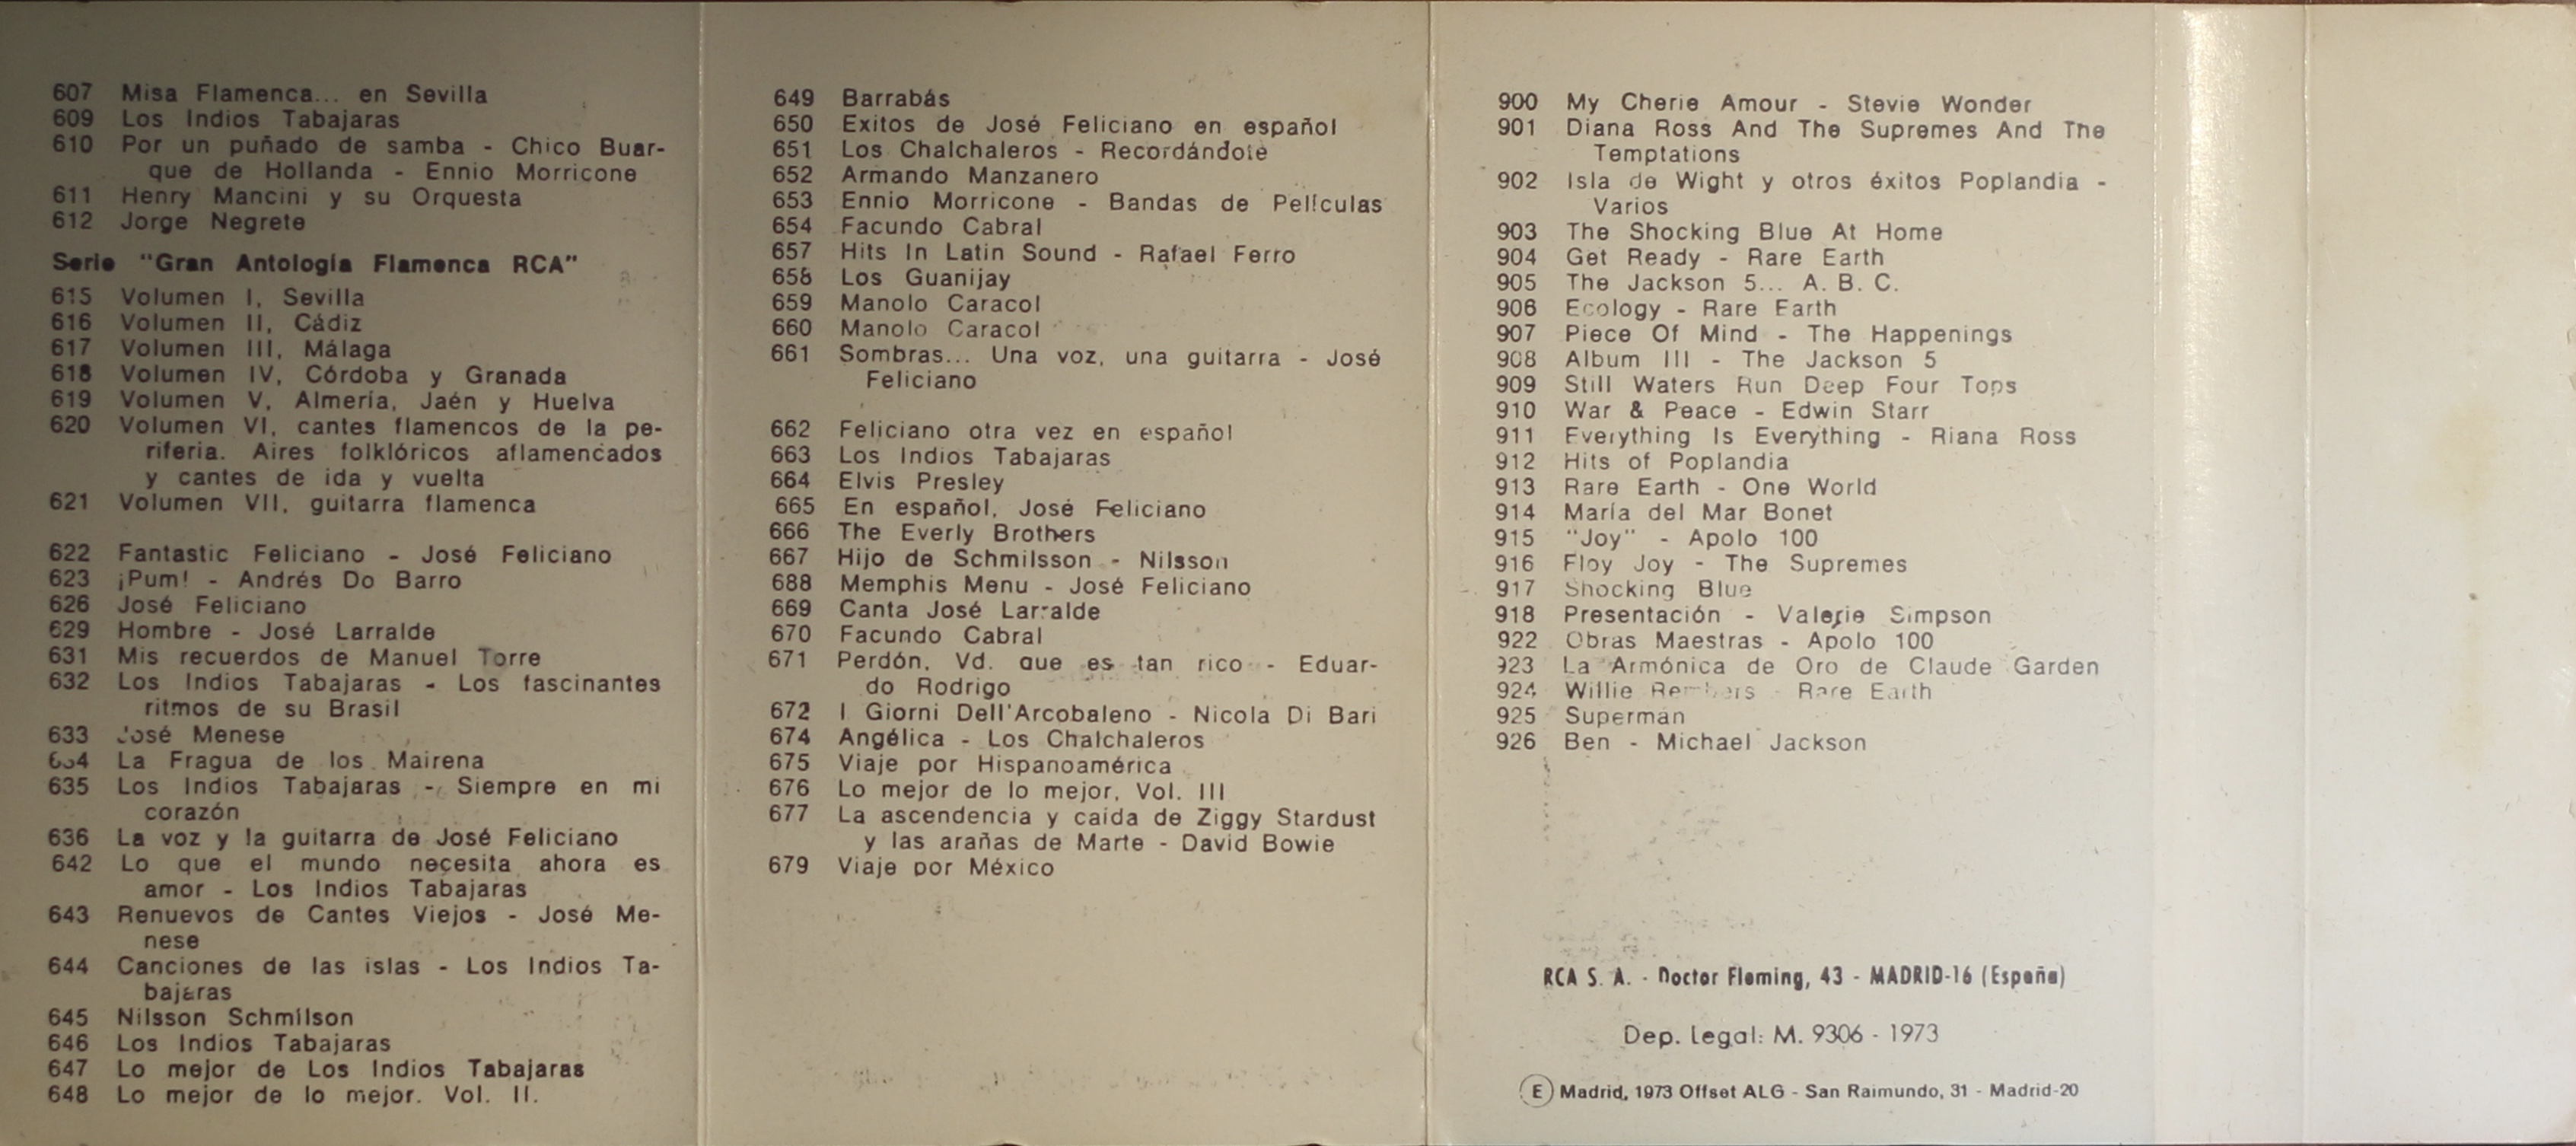 607 Misa Flamenca... en Sevilla
609 Los Indios Tabajaras
610 Por un puñado de samba - Chico Buar-
que de Hollanda - Ennio Morricone
611 Henry Mancini y su Orquesta
612 Jorge Negrete
Serie "Gran Antología Flamenca RCA"
615 Volumen I, Sevilla
616 Volumen II, Cádiz
617 Volumen III, Málaga
618 Volumen IV, Córdoba y Granada
619 Volumen V, Almería, Jaén y Huelva
620 Volumen VI, cantes flamencos de la pe-
riferia. Aires folklóricos aflamencados
y cantes de ida y vuelta
621 Volumen VII, guitarra flamenca
622 Fantastic Feliciano - José Feliciano
623 ¡Pum! - Andrés Do Barro
626 José Feliciano
629 Hombre - José Larralde
631 Mis recuerdos de Manuel Torre
632 Los Indios Tabajaras - Los fascinantes
ritmos de su Brasil
633 José Menese
634 La Fragua de los Mairena
635 Los Indios Tabajaras - Siempre en mi
corazón
636 La voz y la guitarra de José Feliciano
642 Lo que el mundo necesita ahora es
amor - Los Indios Tabajaras
643 Renuevos de Cantes Viejos - José Me-
nese
644 Canciones de las islas - Los Indios Ta-
bajaras
645 Nilsson Schmilson
646 Los Indios Tabajaras
647 Lo mejor de Los Indios Tabajaras
648 Lo mejor de lo mejor. Vol. II.
649 Barrabás
650 Exitos de José Feliciano en español
651 Los Chalchaleros - Recordándole
652 Armando Manzanero
653 Ennio Morricone - Bandas de Películas
654 Facundo Cabral
657 Hits In Latin Sound - Rafael Ferro
658 Los Guanijay
659 Manolo Caracol
660 Manolo Caracol
661 Sombras... Una voz, una guitarra - José
Feliciano
662 Feliciano otra vez en español
663 Los Indios Tabajaras
664 Elvis Presley
665 En español, José Feliciano
666 The Everly Brothers
667 Hijo de Schmilsson - Nilsson
688 Memphis Menu - José Feliciano
669 Canta José Larralde
670 Facundo Cabral
671 Perdón, Vd. que es tan rico - Eduar-
do Rodrigo
672 I Giorni Dell'Arcobaleno - Nicola Di Bari
674 Angélica - Los Chalchaleros
675 Viaje por Hispanoamérica
676 Lo mejor de lo mejor, Vol. III
677 La ascendencia y caída de Ziggy Stardust
y las arañas de Marte - David Bowie
679 Viaje por México
900 My Cherie Amour - Stevie Wonder
901 Diana Ross And The Supremes And The
Temptations
902 Isla de Wight y otros éxitos Poplandia -
Varios
903 The Shocking Blue At Home
904 Get Ready - Rare Earth
905 The Jackson 5... A. B. C.
906 Ecology - Rare Earth
907 Piece Of Mind - The Happenings
908 Album III - The Jackson 5
909 Still Waters Run Deep Four Tops
910 War & Peace - Edwin Starr
911 Everything Is Everything - Riana Ross
912 Hits of Poplandia
913 Rare Earth - One World
914 María del Mar Bonet
915 "Joy" - Apolo 100
916 Floy Joy - The Supremes
917 Shocking Blue
918 Presentación - Valerie Simpson
922 Obras Maestras - Apolo 100
923 La Armónica de Oro de Claude Garden
924 Willie - Rare Earth
925 Superman
926 Ben - Michael Jackson
RCA S. A. - Doctor Fleming, 43 - MADRID-16 (España)
Dep. Legal: M. 9306 - 1973
E Madrid, 1973 Offset ALG - San Raimundo, 31 - Madrid-20